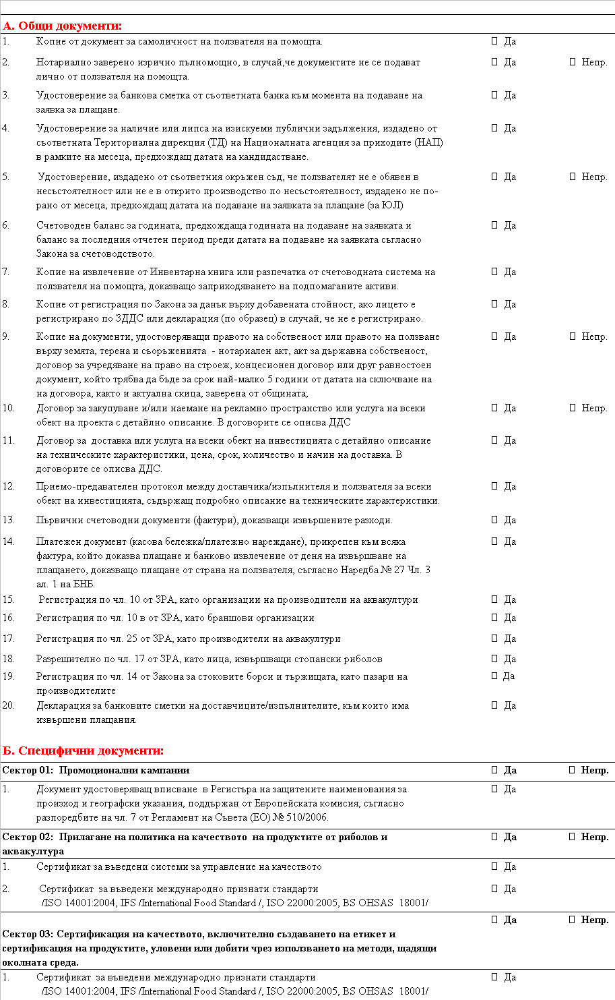 А. Общи документи:
1. Копие от документ за самоличност на ползвателя на помощта. ☐ Да
2. Нотариално заверено изрично пълномощно, в случай,че документите не се подават ☐ Да ☐ Непр.
лично от ползвателя на помощта.
3. Удостоверение за банкова сметка от съответната банка към момента на подаване на ☐ Да
заявка за плащане.
4. Удостоверение за наличие или липса на изискуеми публични задължения, издадено от ☐ Да
съответната Териториална дирекция (ТД) на Националната агенция за приходите (НАП)
в рамките на месеца, предхождащ датата на кандидастване.
5. Удостоверение, издадено от съответния окръжен съд, че ползвателят не е обявен в ☐ Да ☐ Непр.
несъстоятелност или не е в открито производство по несъстоятелност, издадено не по-
рано от месеца, предхождащ датата на подаване на заявката за плащане (за ЮЛ)
6. Счетоводен баланс за годината, предхождаща годината на подаване на заявката и ☐ Да
баланс за последния отчетен период преди датата на подаване на заявката съгласно
Закона за счетоводството.
7. Копие на извлечение от Инвентарна книга или разпечатка от счетоводната система на ☐ Да
ползвателя на помощта, доказващо заприходяването на подпомаганите активи.
8. Копие от регистрация по Закона за данък върху добавената стойност, ако лицето е ☐ Да
регистрирано по ЗДДС или декларация (по образец) в случай, че не е регистрирано.
9. Копие на документи, удостоверяващи правото на собственост или правото на ползване ☐ Да ☐ Непр.
върху земята, терена и сьоръженията - нотариален акт, акт за държавна собственост,
договор за учредяване на право на строеж, концесионен договор или друг равностоен
документ, който трябва да бъде за срок най-малко 5 години от датата на сключване на
на договора, както и актуална скица, заверена от общината;
10. Договор за закупуване и/или наемане на рекламно пространство или услуга на всеки ☐ Да ☐ Непр.
обект на проекта с детайлно описание. В договорите се описва ДДС
11. Договор за доставка или услуга на всеки обект на инвестицията с детайлно описание ☐ Да
на техническите характеристики, цена, срок, количество и начин на доставка. В
договорите се описва ДДС.
12. Приемо-предавателен протокол между доставчика/изпълнителя и ползвателя за всеки ☐ Да
обект на инвестицията, съдържащ подробно описание на техническите характеристики.
13. Първични счетоводни документи (фактури), доказващи извършените разходи. ☐ Да
14. Платежен документ (касова бележка/платежно нареждане), прикрепен към всяка ☐ Да
фактура, който доказва плащане и банково извлечение от деня на извършване на
плащането, доказващо плащане от страна на ползвателя, съгласно Наредба № 27 Чл. 3
ал. 1 на БНБ.
15. Регистрация по чл. 10 от ЗРА, като организации на производители на аквакултури ☐ Да
16. Регистрация по чл. 10 в от ЗРА, като браншови организации ☐ Да
17. Регистрация по чл. 25 от ЗРА, като производители на аквакултури ☐ Да
18. Разрешително по чл. 17 от ЗРА, като лица, извършващи стопански риболов ☐ Да
19. Регистрация по чл. 14 от Закона за стоковите борси и тържищата, като пазари на ☐ Да
производителите
20. Декларация за банковите сметки на доставчиците/изпълнителите, към които има ☐ Да
извършени плащания.
Б. Специфични документи:
Сектор 01: Промоционални кампании ☐ Да ☐ Непр.
1. Документ удостоверяващ вписване в Регистъра на защитените наименования за ☐ Да
произход и географски указания, поддържан от Европейската комисия, съгласно
разпоредбите на чл. 7 от Регламент на Съвета (ЕО) № 510/2006.
Сектор 02: Прилагане на политика на качеството на продуктите от риболов и ☐ Да ☐ Непр.
аквакултура
1. Сертификат за въведени системи за управление на качеството ☐ Да
2. Сертификат за въведени международно признати стандарти ☐ Да
/ISO 14001:2004, IFS /International Food Standard /, ISO 22000:2005, BS OHSAS 18001/
☐ Да ☐ Непр.
Сектор 03: Сертификация на качеството, включително създаването на етикет и
сертификация на продуктите, уловени или добити чрез използването на методи, щадящи
околната среда.
1. Сертификат за въведени международно признати стандарти ☐ Да
/ISO 14001:2004, IFS /International Food Standard /, ISO 22000:2005, BS OHSAS 18001/